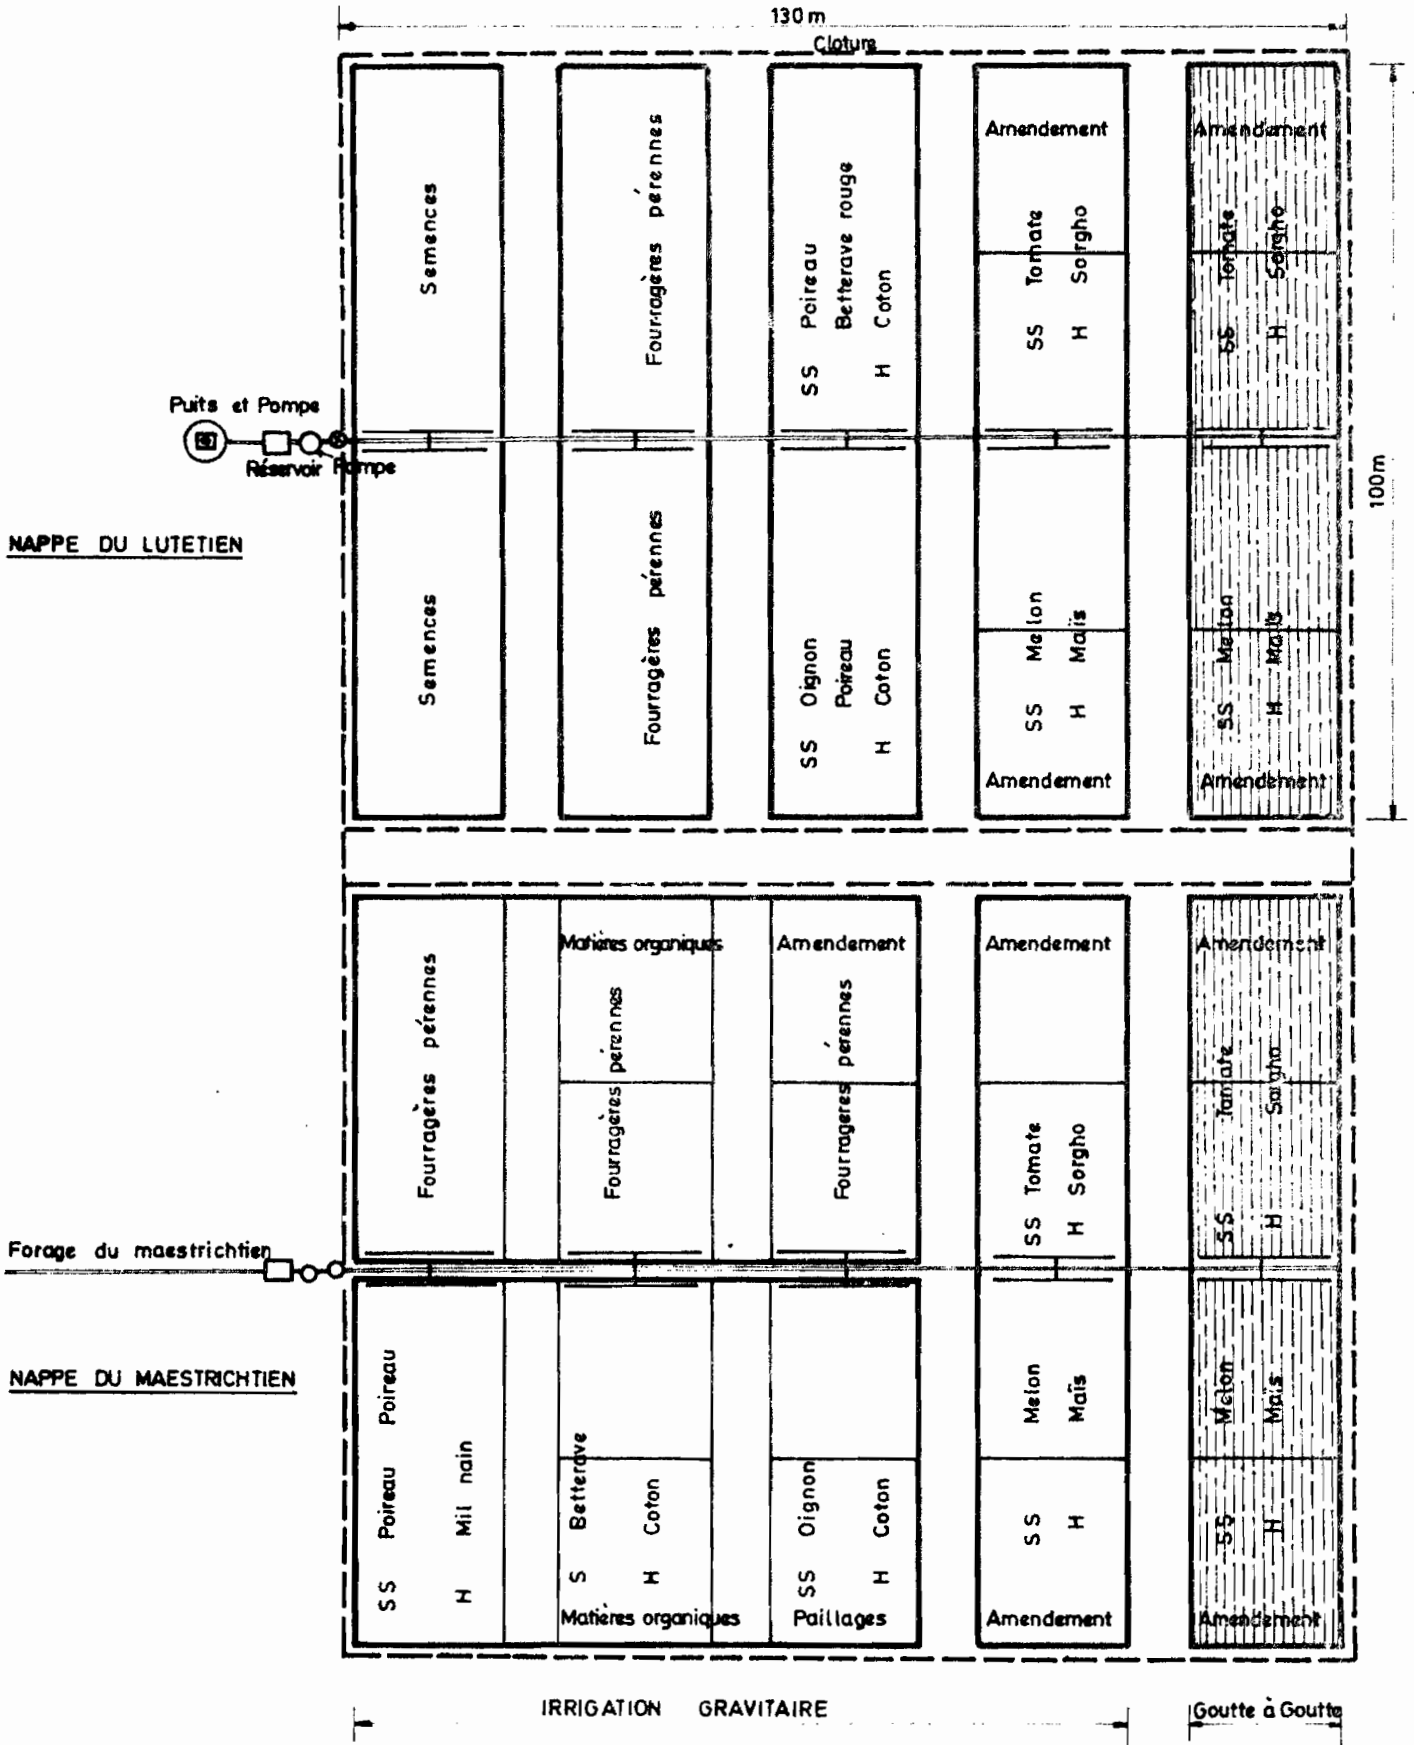 130m
Cloture
Semences
Fourragères pérennes
SS Poireau
Betterave rouge
H Coton
Amendement
SS Tomate
H Sorgho
Amendement
SS Tomate
H Sorgho
100m
Puits et Pompe
Réservoir Pompe
NAPPE DU LUTETIEN
Semences
Fourragères pérennes
SS Oignon
Poireau
H Coton
SS Melon
H Maïs
Amendement
SS Melon
H Maïs
Amendement
Fourragères pérennes
Matières organiques
Fourragères pérennes
Amendement
Fourrageres pérennes
Amendement
SS Tomate
H Sorgho
Amendement
SS Tomate
H Sorgho
Forage du maestrichtien
NAPPE DU MAESTRICHTIEN
SS Poireau Poireau
H Mil nain
S Betterave
H Coton
Matières organiques
SS Oignon
H Coton
Paillages
SS Melon
H Maïs
Amendement
SS Melon
H Maïs
Amendement
IRRIGATION GRAVITAIRE
Goutte à Goutte